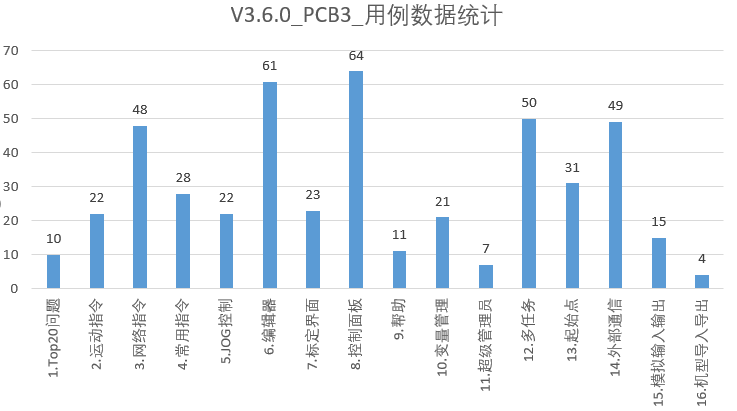 V3.6.0_PCB3_用例数据统计
70
60
50
40
30
20
10
0
10
22
48
28
22
61
23
64
11
21
7
50
31
49
15
4
1.Top20问题
2.运动指令
3.网络指令
4.常用指令
5.JOG控制
6.编辑器
7.标定界面
8.控制面板
9.帮助
10.变量管理
11.超级管理员
12.多任务
13.起始点
14.外部通信
15.模拟输入输出
16.机型导入导出